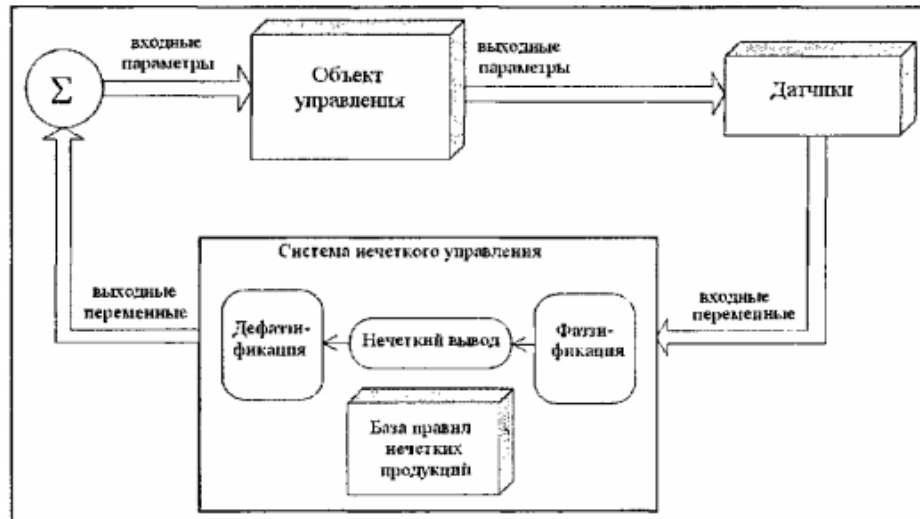 входные
параметры
Σ
Объект
управления
выходные
параметры
Датчики
Система нечеткого управления
выходные
переменные
Дефаззи-
фикация
Нечеткий вывод
Фаззи-
фикация
входные
переменные
База правил
нечетких
продукций